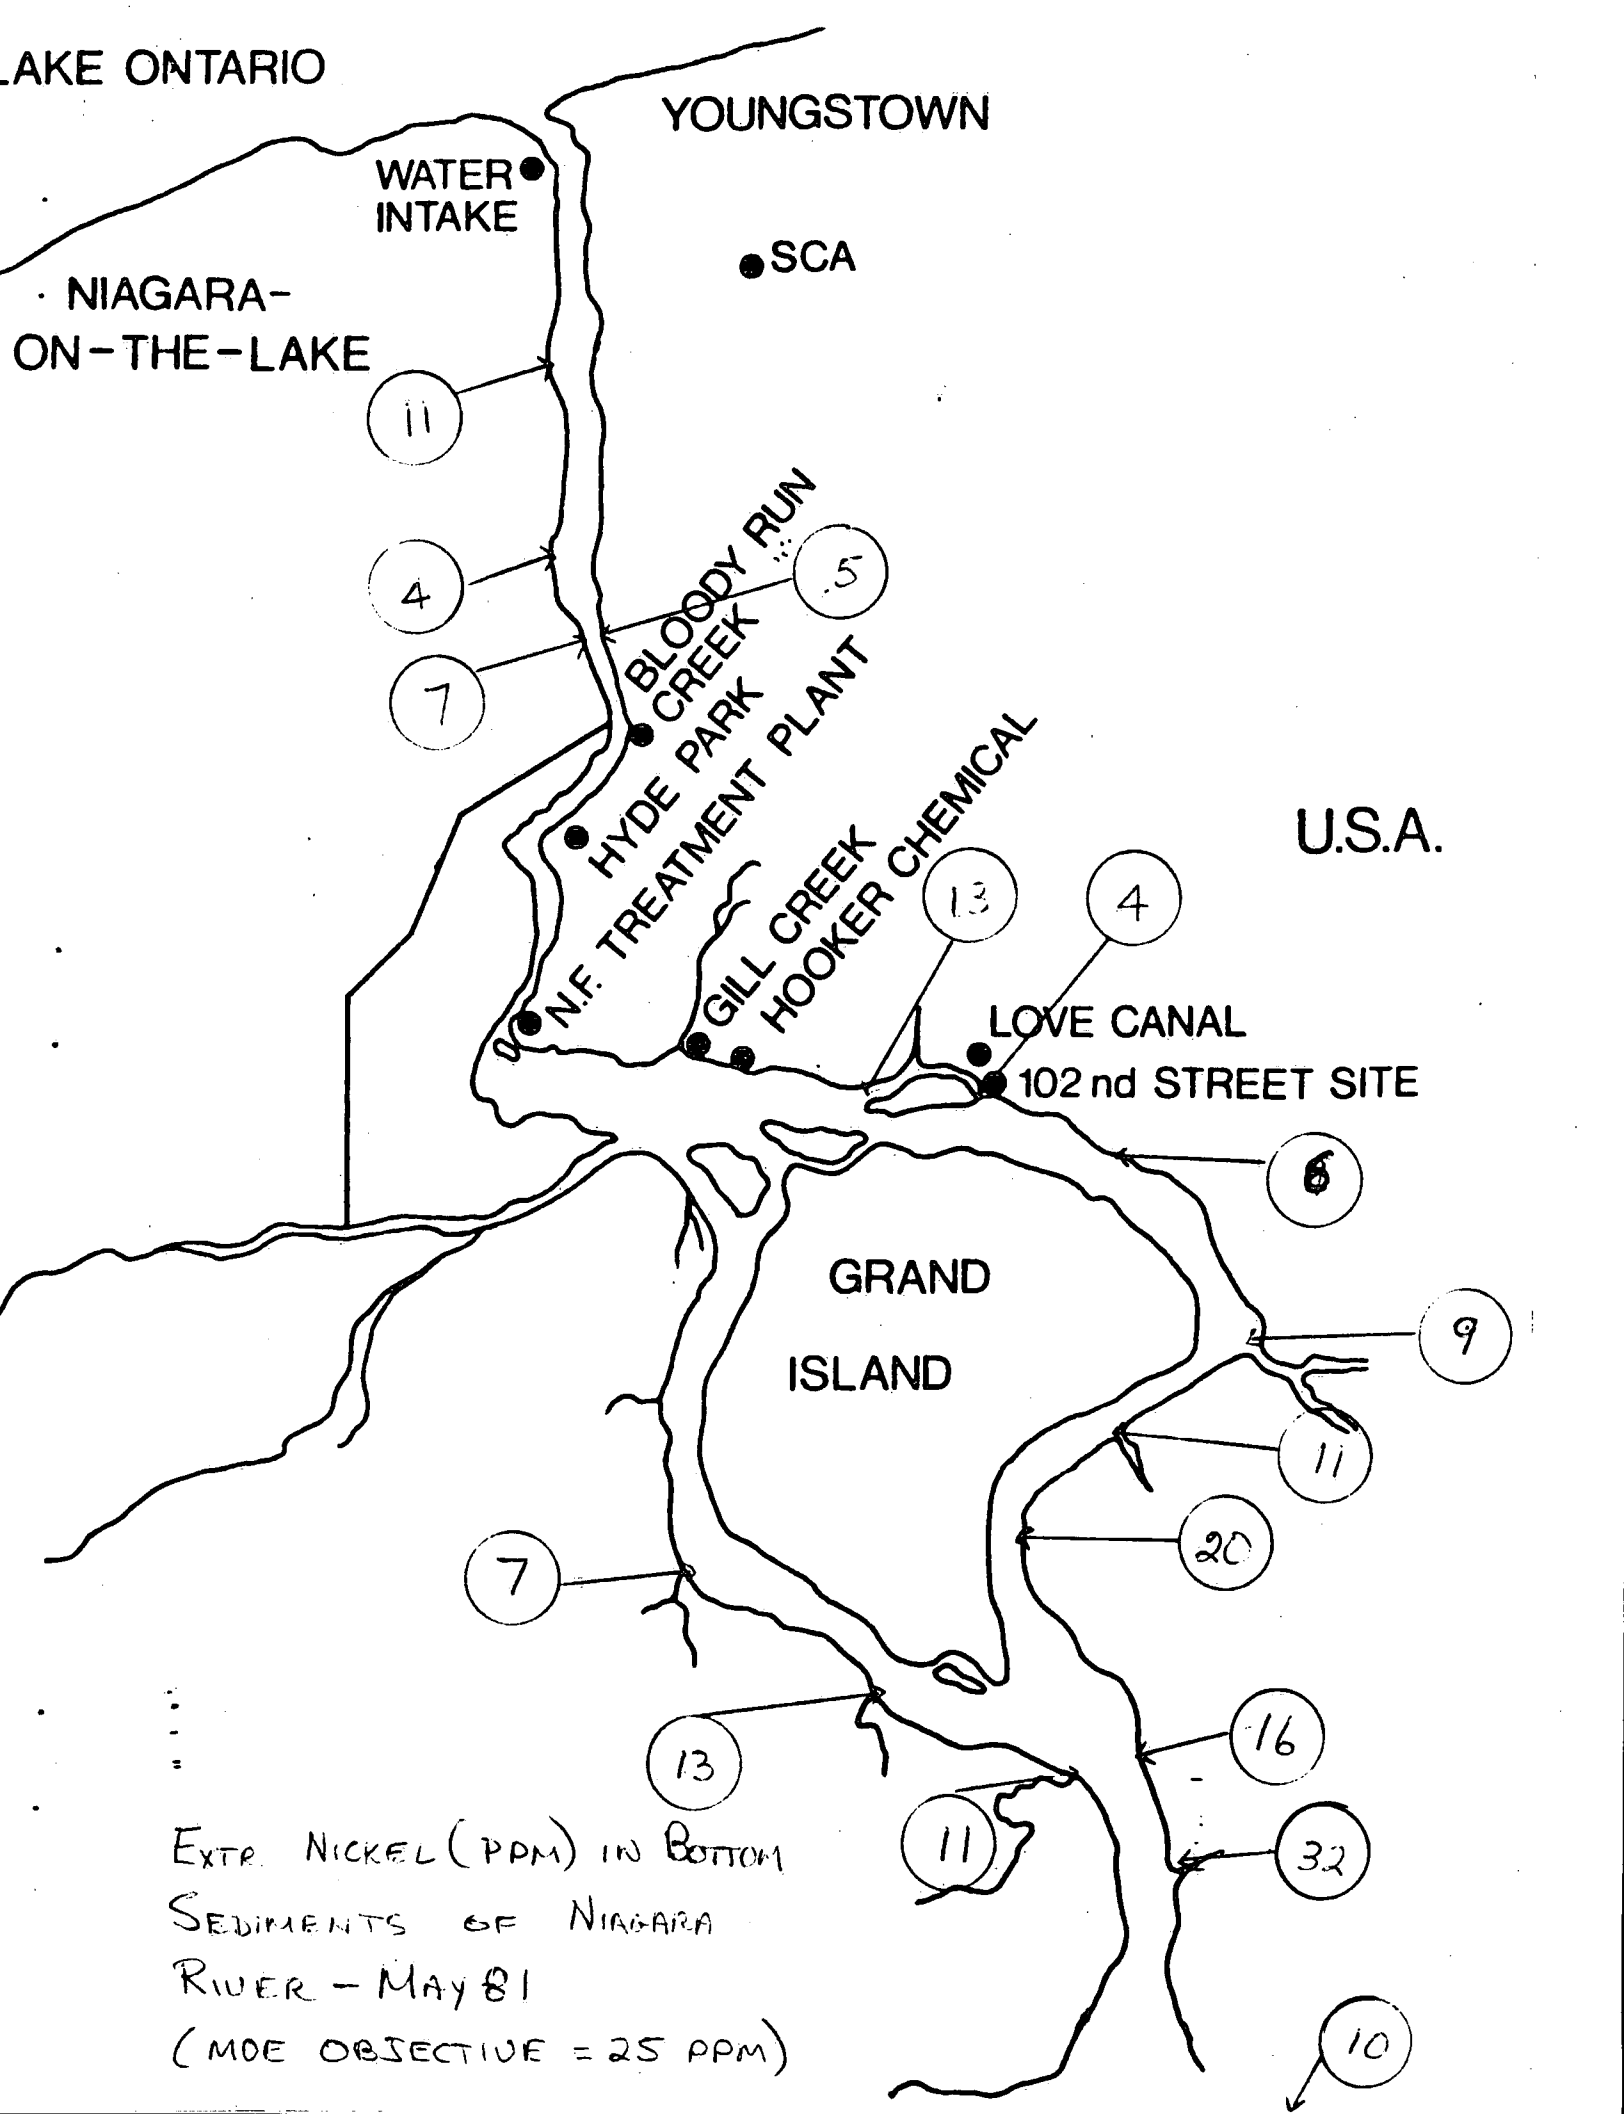 LAKE ONTARIO
YOUNGSTOWN
WATER
INTAKE
SCA
NIAGARA-
ON-THE-LAKE
11
4
.5
7
BLOODY RUN
CREEK
HYDE PARK
N.F. TREATMENT PLANT
GILL CREEK
HOOKER CHEMICAL
U.S.A.
13
4
LOVE CANAL
102nd STREET SITE
GRAND
ISLAND
9
11
20
7
13
16
11
32
10
EXTR. NICKEL (PPM) IN BOTTOM
SEDIMENTS OF NIAGARA
RIVER - MAY 81
(MOE OBJECTIVE = 25 PPM)